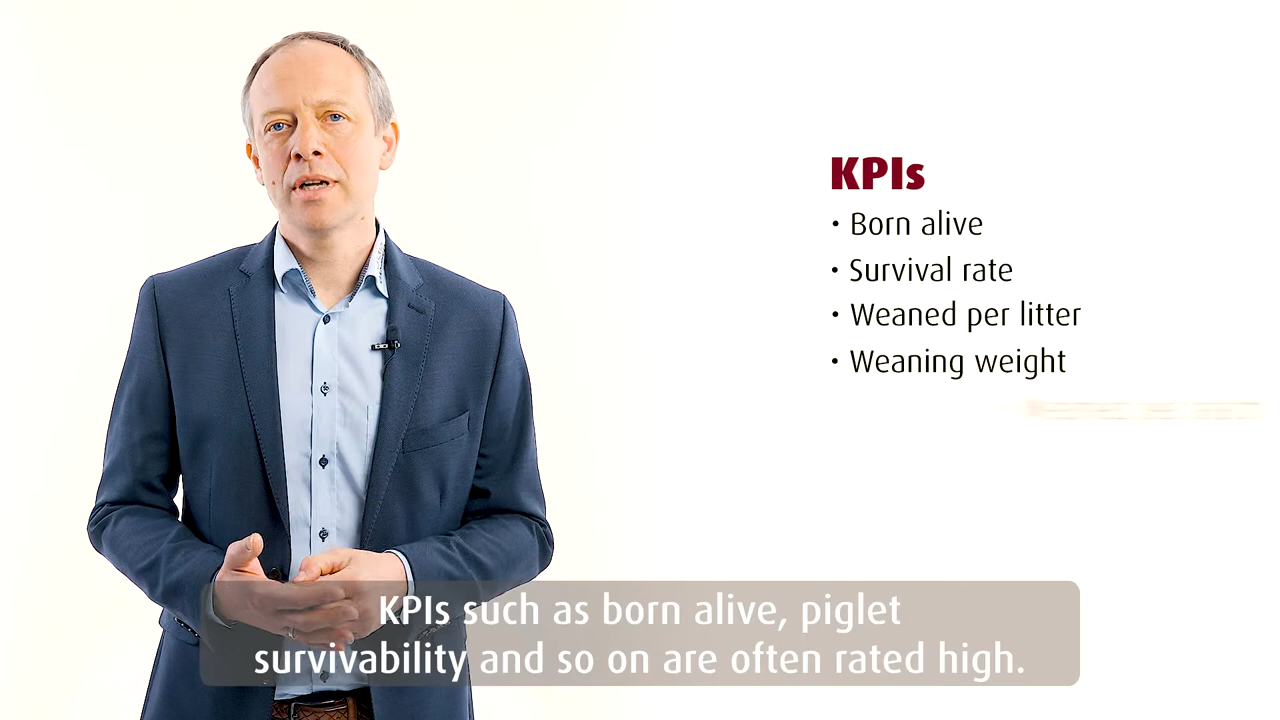 KPIs
• Born alive
• Survival rate
• Weaned per litter
• Weaning weight
KPIs such as born alive, piglet
survivability and so on are often rated high.